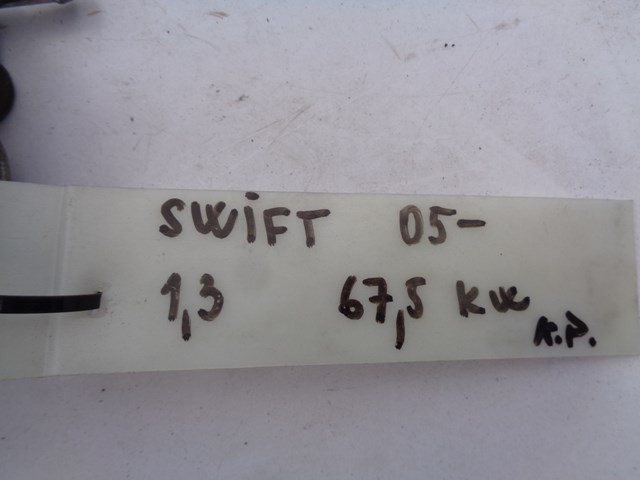 SWiFT 05-
1,3 67,5 KW
K.P.